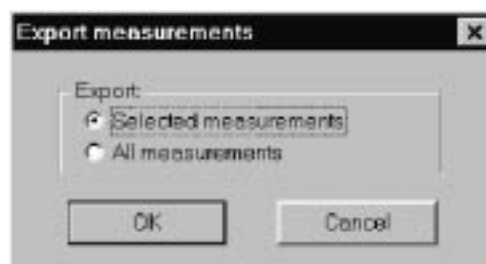 Export measurements
Export:
Selected measurements
All measurements
OK
Cancel